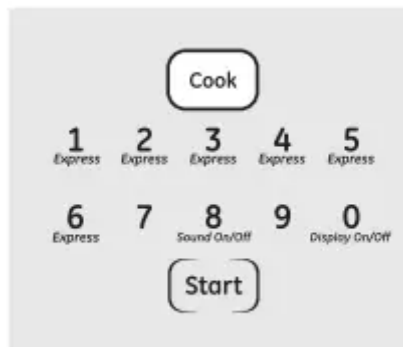 Cook
1 2 3 4 5
Express Express Express Express Express
6 7 8 9 0
Express Sound On/Off Display On/Off
Start